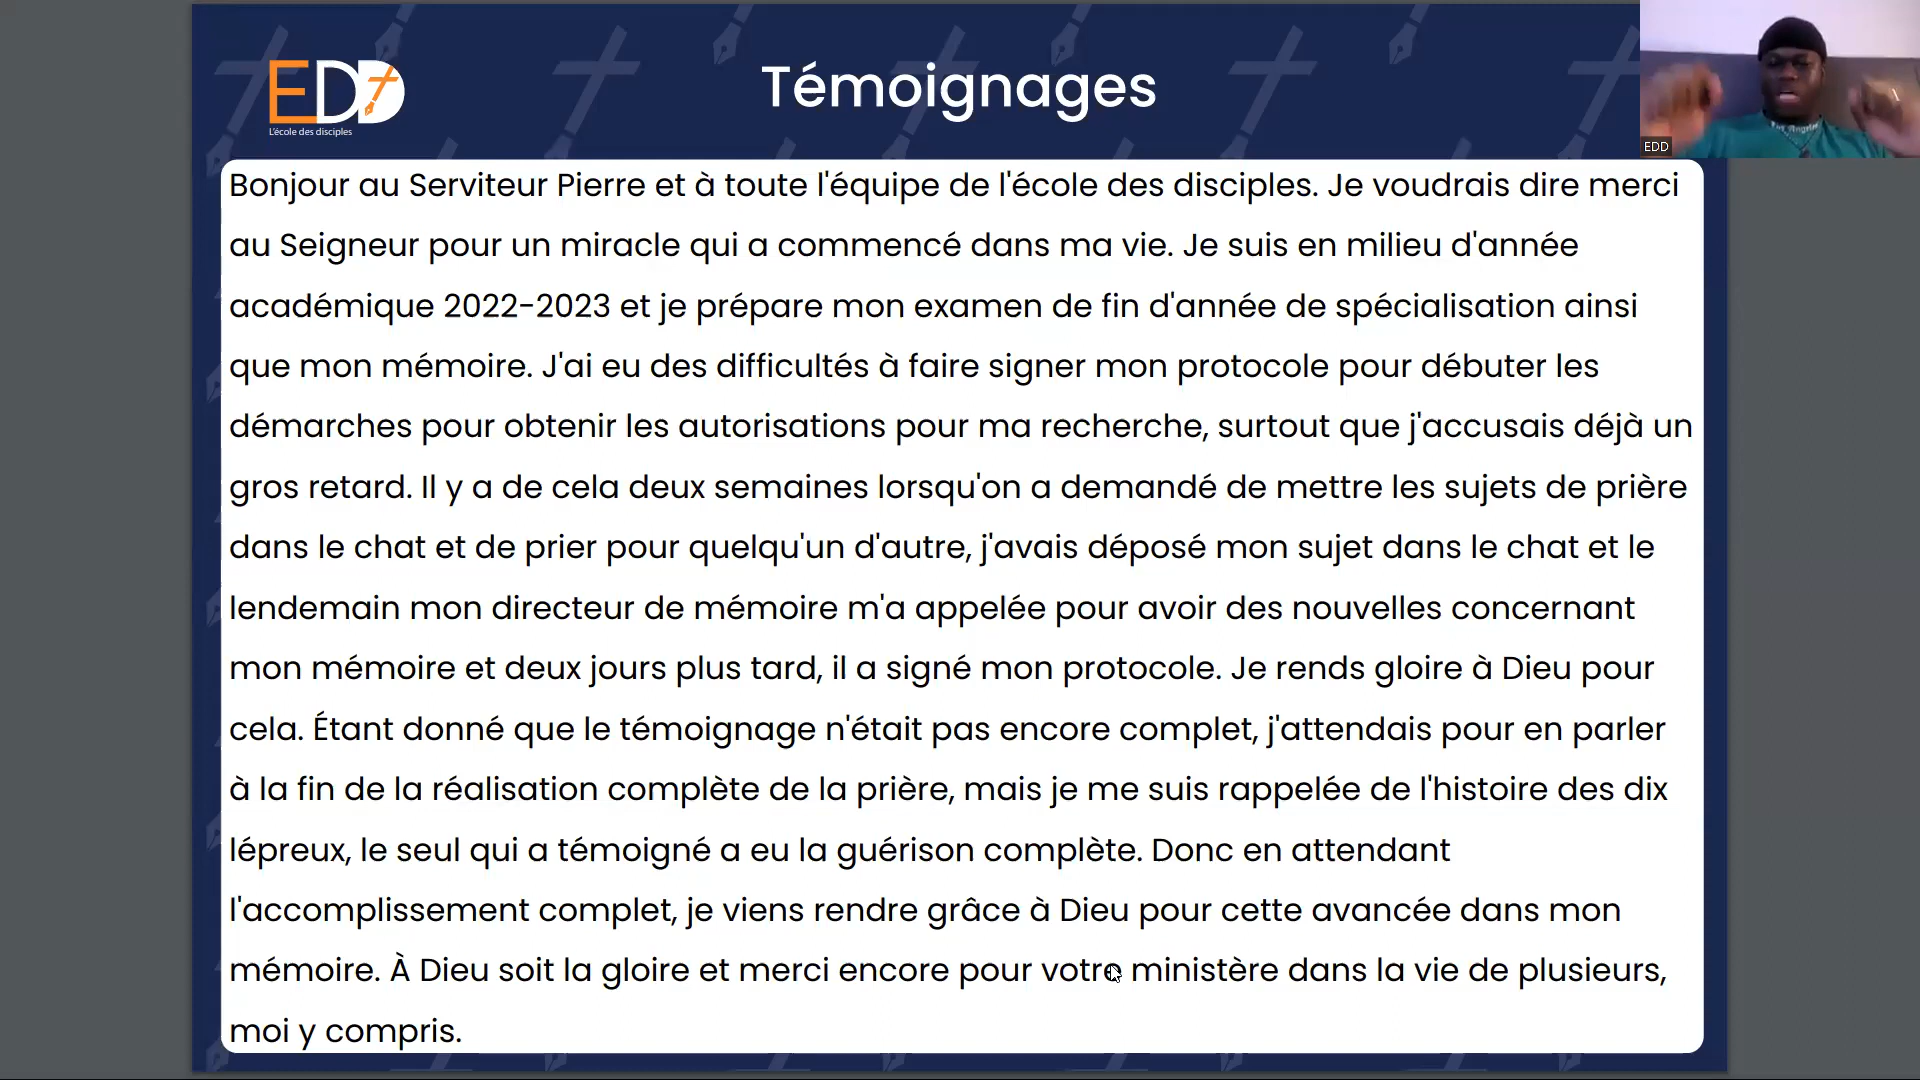 EDD
L'école des disciples
Témoignages
EDD
Bonjour au Serviteur Pierre et à toute l'équipe de l'école des disciples. Je voudrais dire merci
au Seigneur pour un miracle qui a commencé dans ma vie. Je suis en milieu d'année
académique 2022-2023 et je prépare mon examen de fin d'année de spécialisation ainsi
que mon mémoire. J'ai eu des difficultés à faire signer mon protocole pour débuter les
démarches pour obtenir les autorisations pour ma recherche, surtout que j'accusais déjà un
gros retard. Il y a de cela deux semaines lorsqu'on a demandé de mettre les sujets de prière
dans le chat et de prier pour quelqu'un d'autre, j'avais déposé mon sujet dans le chat et le
lendemain mon directeur de mémoire m'a appelée pour avoir des nouvelles concernant
mon mémoire et deux jours plus tard, il a signé mon protocole. Je rends gloire à Dieu pour
cela. Étant donné que le témoignage n'était pas encore complet, j'attendais pour en parler
à la fin de la réalisation complète de la prière, mais je me suis rappelée de l'histoire des dix
lépreux, le seul qui a témoigné a eu la guérison complète. Donc en attendant
l'accomplissement complet, je viens rendre grâce à Dieu pour cette avancée dans mon
mémoire. À Dieu soit la gloire et merci encore pour votre ministère dans la vie de plusieurs,
moi y compris.